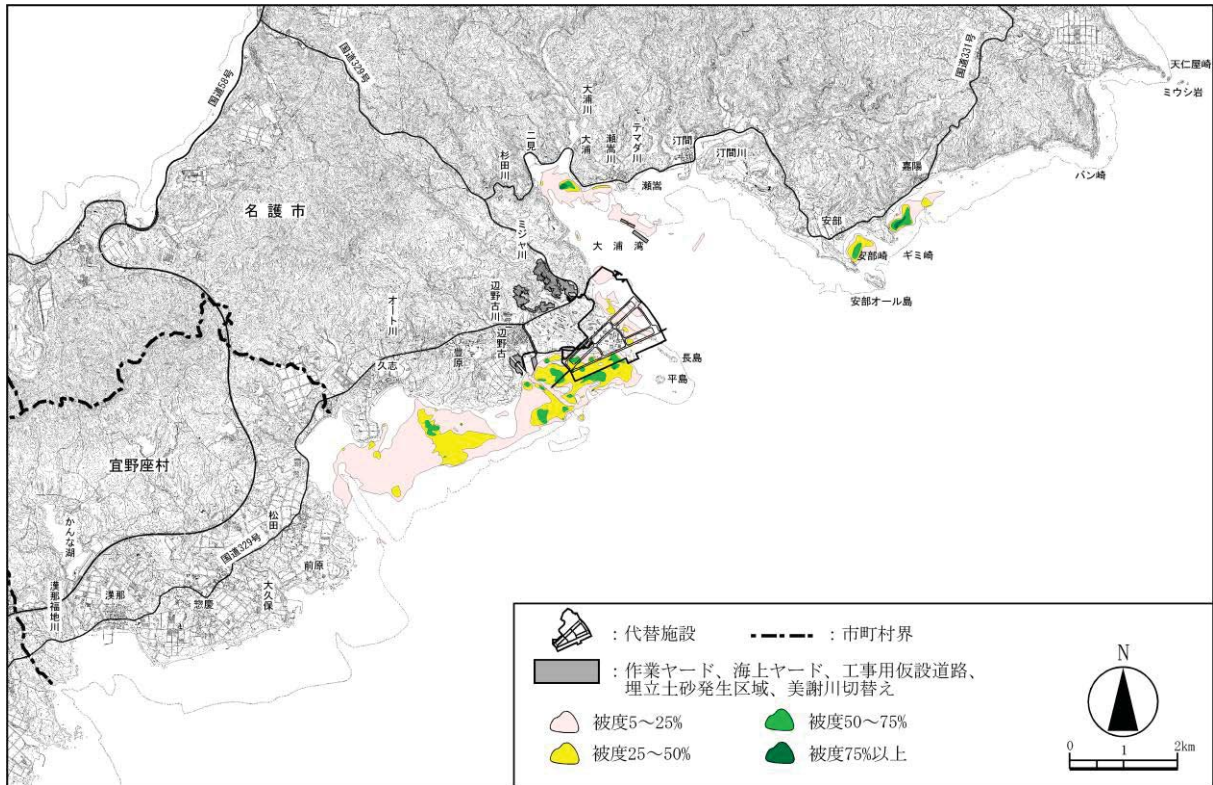 国道58号
国道329号
国道331号
天仁屋崎
ミウシ岩
バン崎
嘉陽
ギミ崎
安部
安部崎
安部オール島
汀間
汀間川
テマダ川
瀬嵩川
瀬嵩
大浦
大浦川
二見
杉田川
大浦湾
ミジャ川
名護市
辺野古川
辺野古
豊原
オート川
久志
長島
平島
宜野座村
かんな湖
松田
国道329号
前原
大久保
惣慶
漢那
漢那福地川
:代替施設
:市町村界
:作業ヤード、海上ヤード、工事用仮設道路、
埋立土砂発生区域、美謝川切替え
被度5~25%
被度50~75%
被度25~50%
被度75%以上
N
0 1 2km